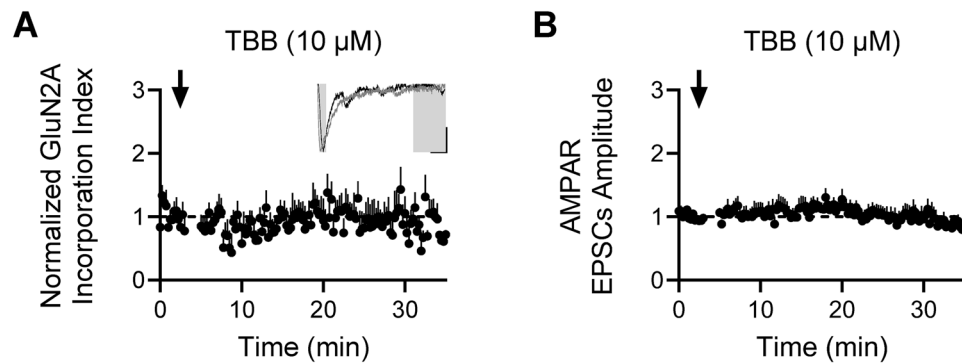 A
TBB (10 µM)
Normalized GluN2A
Incorporation Index
3
2
1
0
0
10
20
30
Time (min)
B
TBB (10 µM)
AMPAR
EPSCs Amplitude
3
2
1
0
0
10
20
30
Time (min)